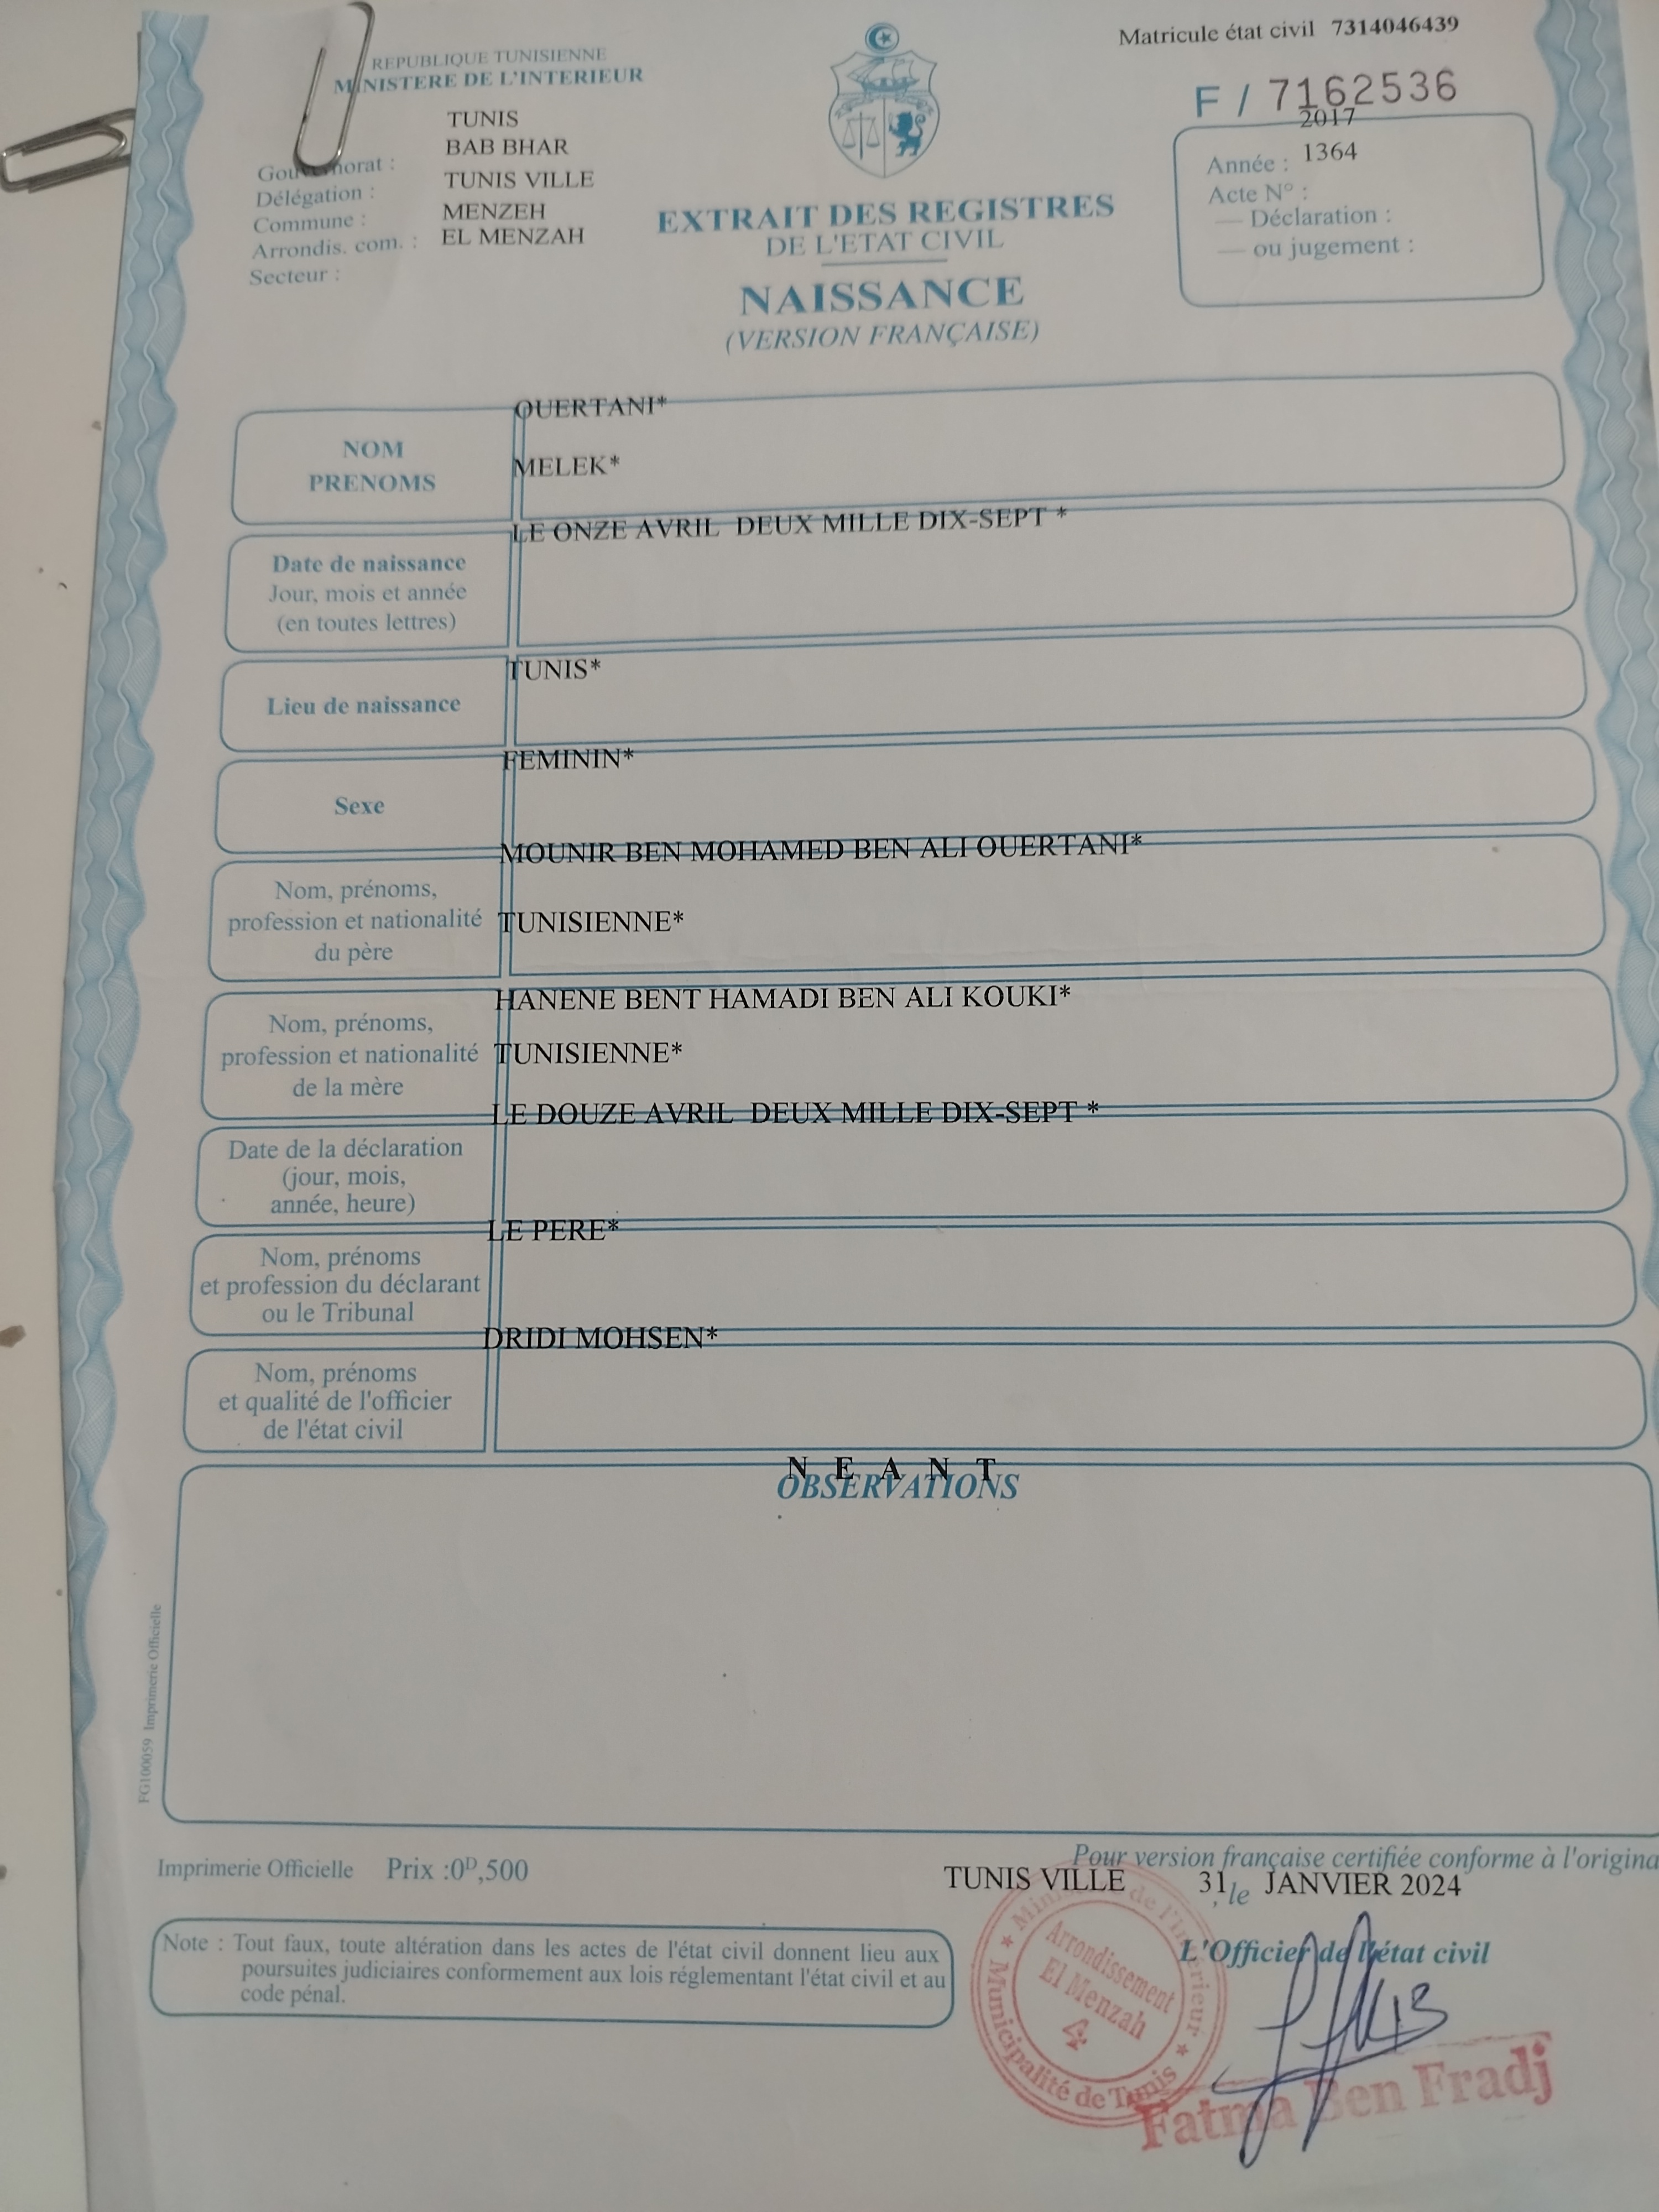 Matricule état civil 7314046439
REPUBLIQUE TUNISIENNE
MINISTERE DE L'INTERIEUR
F / 7162536
TUNIS
BAB BHAR
TUNIS VILLE
MENZEH
EL MENZAH
Gouvernorat :
Délégation :
Commune :
Arrondis. com. :
Secteur :
2017
Année : 1364
Acte N° :
— Déclaration :
— ou jugement :
EXTRAIT DES REGISTRES
DE L'ETAT CIVIL
NAISSANCE
(VERSION FRANÇAISE)
OUERTANI*
NOM
MELEK*
PRENOMS
LE ONZE AVRIL DEUX MILLE DIX-SEPT *
Date de naissance
Jour, mois et année
(en toutes lettres)
TUNIS*
Lieu de naissance
FEMININ*
Sexe
MOUNIR BEN MOHAMED BEN ALI OUERTANI*
Nom, prénoms,
profession et nationalité
du père
TUNISIENNE*
HANENE BENT HAMADI BEN ALI KOUKI*
Nom, prénoms,
profession et nationalité
de la mère
TUNISIENNE*
LE DOUZE AVRIL DEUX MILLE DIX-SEPT *
Date de la déclaration
(jour, mois,
année, heure)
LE PERE*
Nom, prénoms
et profession du déclarant
ou le Tribunal
DRIDI MOHSEN*
Nom, prénoms
et qualité de l'officier
de l'état civil
N E A N T
OBSERVATIONS
FG100059 Imprimerie Officielle
Imprimerie Officielle Prix :0ᴰ,500
Pour version française certifiée conforme à l'origina
TUNIS VILLE 31, le JANVIER 2024
Note : Tout faux, toute altération dans les actes de l'état civil donnent lieu aux
poursuites judiciaires conformement aux lois réglementant l'état civil et au
code pénal.
L'Officier de l'état civil
Ministère de l'Intérieur
Municipalité de Tunis
Arrondissement
El Menzah
4
Fatma Ben Fradj